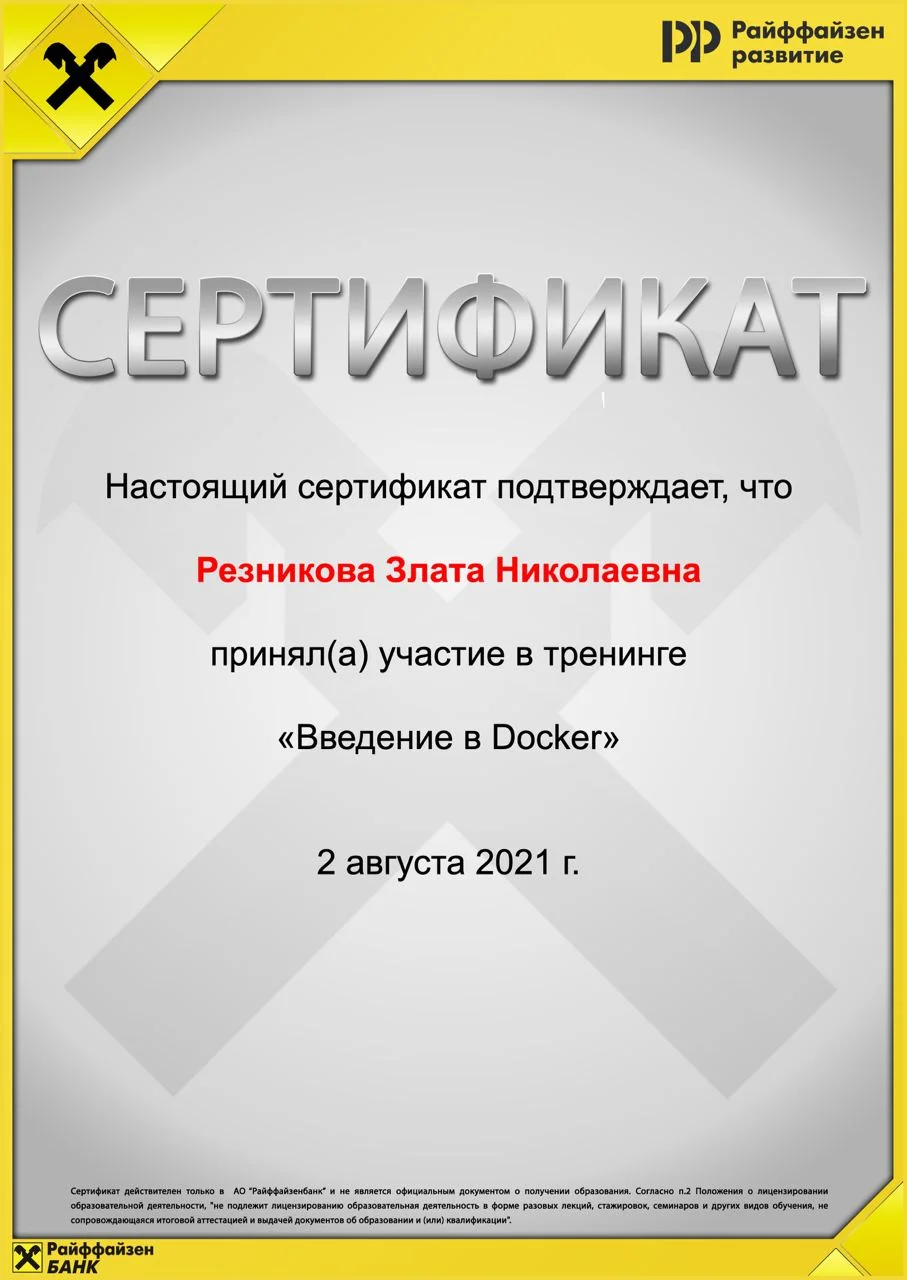 Райффайзен
развитие
СЕРТИФИКАТ
Настоящий сертификат подтверждает, что
Резникова Злата Николаевна
принял(а) участие в тренинге
«Введение в Docker»
2 августа 2021 г.
Сертификат действителен только в АО "Райффайзенбанк" и не является официальным документом о получении образования. Согласно п.2 Положения о лицензировании
образовательной деятельности, "не подлежит лицензированию образовательная деятельность в форме разовых лекций, стажировок, семинаров и других видов обучения, не
сопровождающаяся итоговой аттестацией и выдачей документов об образовании и (или) квалификации".
Райффайзен
БАНК